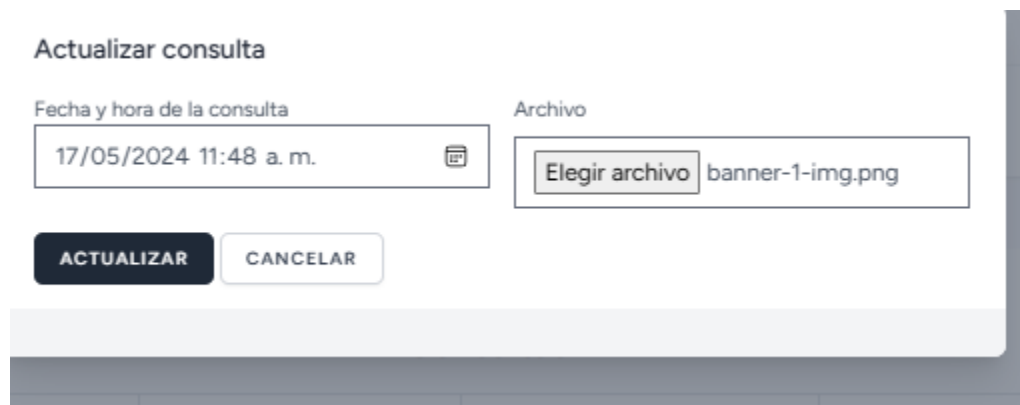 Actualizar consulta
Fecha y hora de la consulta
17/05/2024 11:48 a. m.
Archivo
Elegir archivo banner-1-img.png
ACTUALIZAR CANCELAR